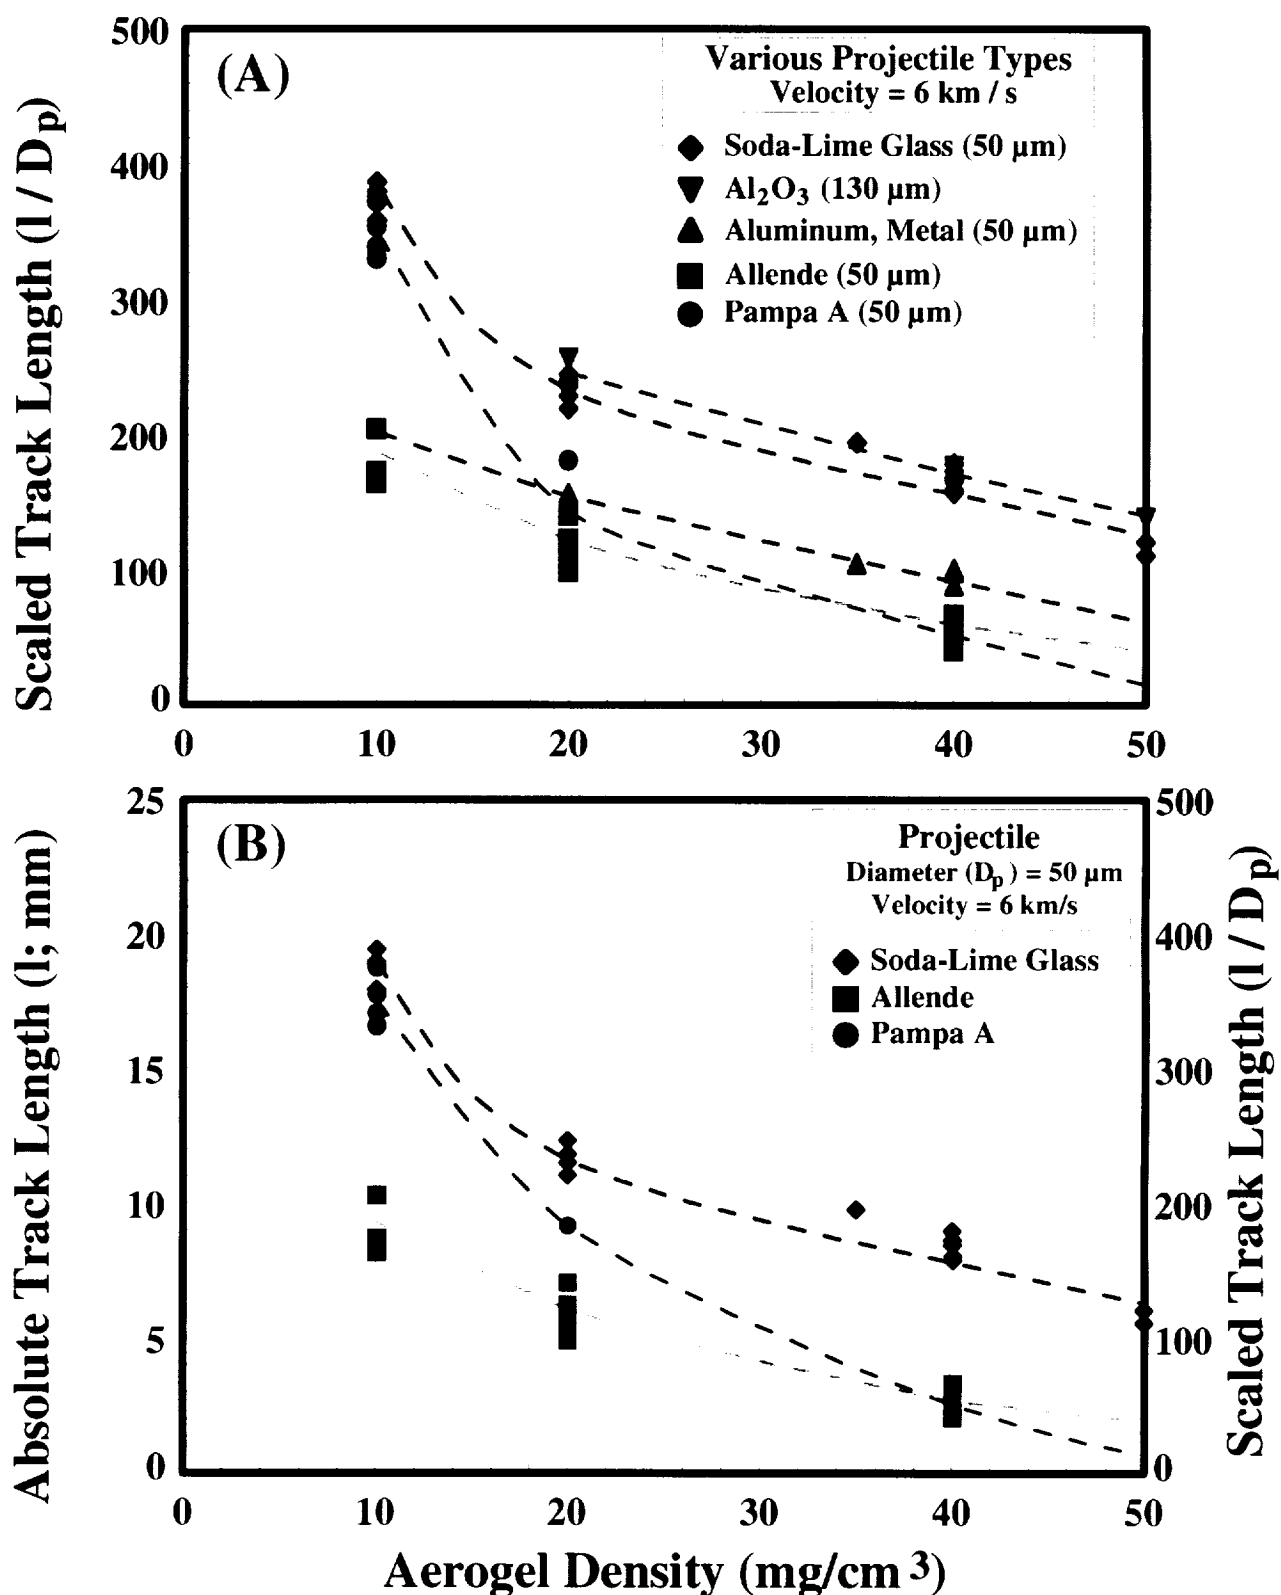 (A)
Various Projectile Types
Velocity = 6 km / s
Soda-Lime Glass (50 µm)
Al2O3 (130 µm)
Aluminum, Metal (50 µm)
Allende (50 µm)
Pampa A (50 µm)
Scaled Track Length (l / Dp)
500
400
300
200
100
0
0 10 20 30 40 50
(B)
Projectile
Diameter (Dp) = 50 µm
Velocity = 6 km/s
Soda-Lime Glass
Allende
Pampa A
Absolute Track Length (l; mm)
25
20
15
10
5
0
500
400
300
200
100
0
Scaled Track Length (l / Dp)
0 10 20 30 40 50
Aerogel Density (mg/cm3)